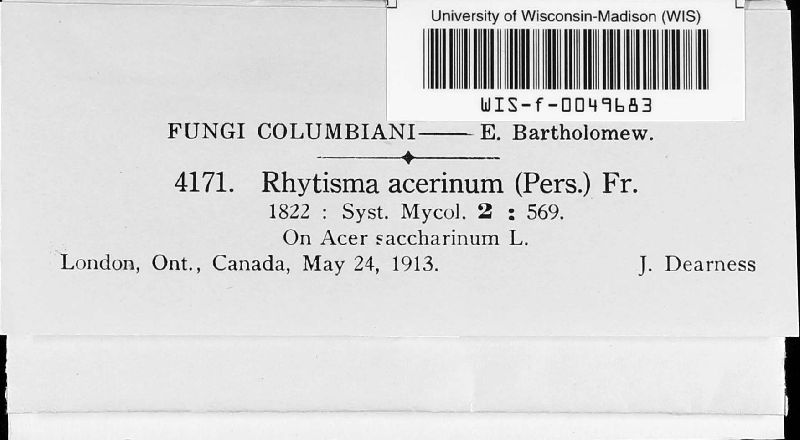 University of Wisconsin-Madison (WIS)
WIS-f-0049683
FUNGI COLUMBIANI—— E. Bartholomew.
4171. Rhytisma acerinum (Pers.) Fr.
1822 : Syst. Mycol. 2 : 569.
On Acer saccharinum L.
London, Ont., Canada, May 24, 1913. J. Dearness